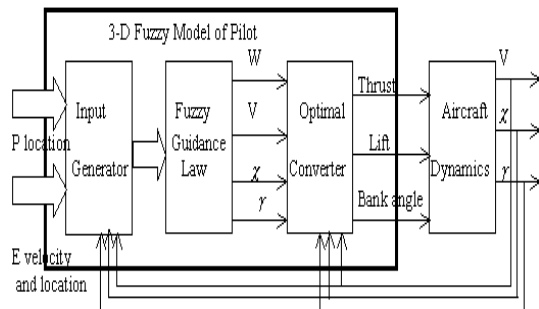 3-D Fuzzy Model of Pilot
P location
E velocity
and location
Input
Generator
Fuzzy
Guidance
Law
W
V
χ
γ
Optimal
Converter
Thrust
Lift
Bank angle
Aircraft
Dynamics
V
χ
γ